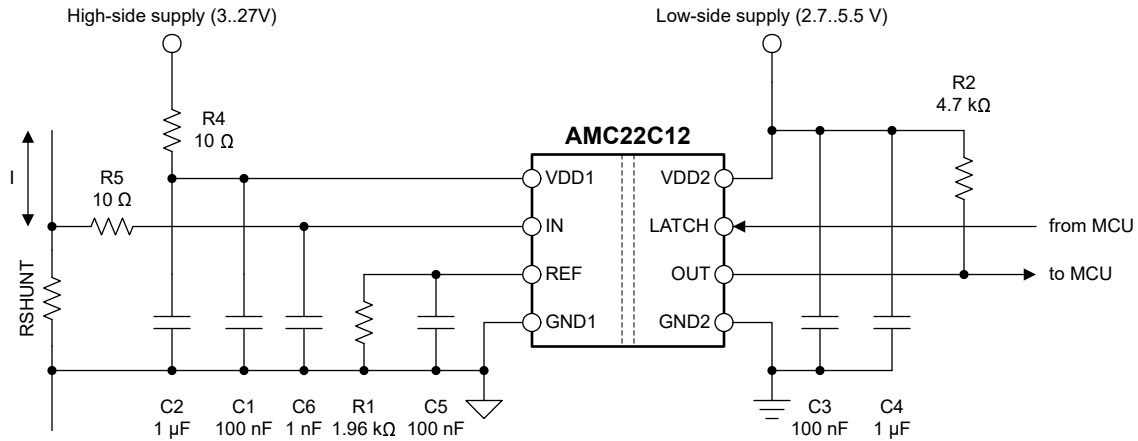 High-side supply (3..27V)
Low-side supply (2.7..5.5 V)
R4
10 Ω
R2
4.7 kΩ
AMC22C12
I
R5
10 Ω
VDD1
VDD2
IN
LATCH
from MCU
REF
OUT
to MCU
RSHUNT
GND1
GND2
C2
1 µF
C1
100 nF
C6
1 nF
R1
1.96 kΩ
C5
100 nF
C3
100 nF
C4
1 µF